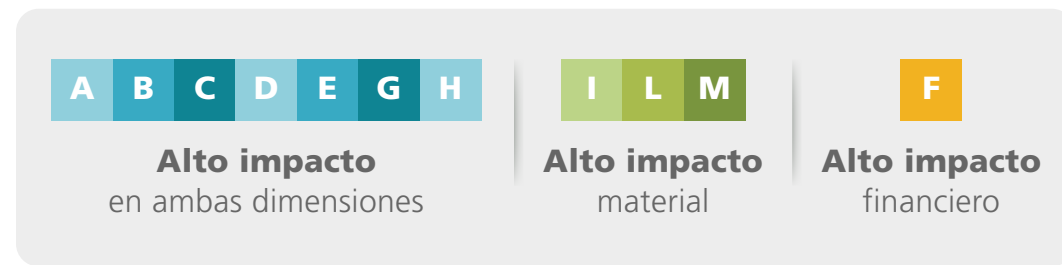 A B C D E G H
Alto impacto
en ambas dimensiones
I L M
Alto impacto
material
F
Alto impacto
financiero